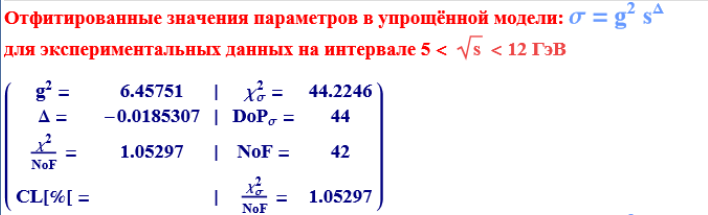 Отфитированные значения параметров в упрощённой модели: σ = g² s^Δ
для экспериментальных данных на интервале 5 < √s < 12 ГэВ
g² = 6.45751 | χ²σ = 44.2246
Δ = −0.0185307 | DoPσ = 44
χ²/NoF = 1.05297 | NoF = 42
CL[%[ = | χ²σ/NoF = 1.05297